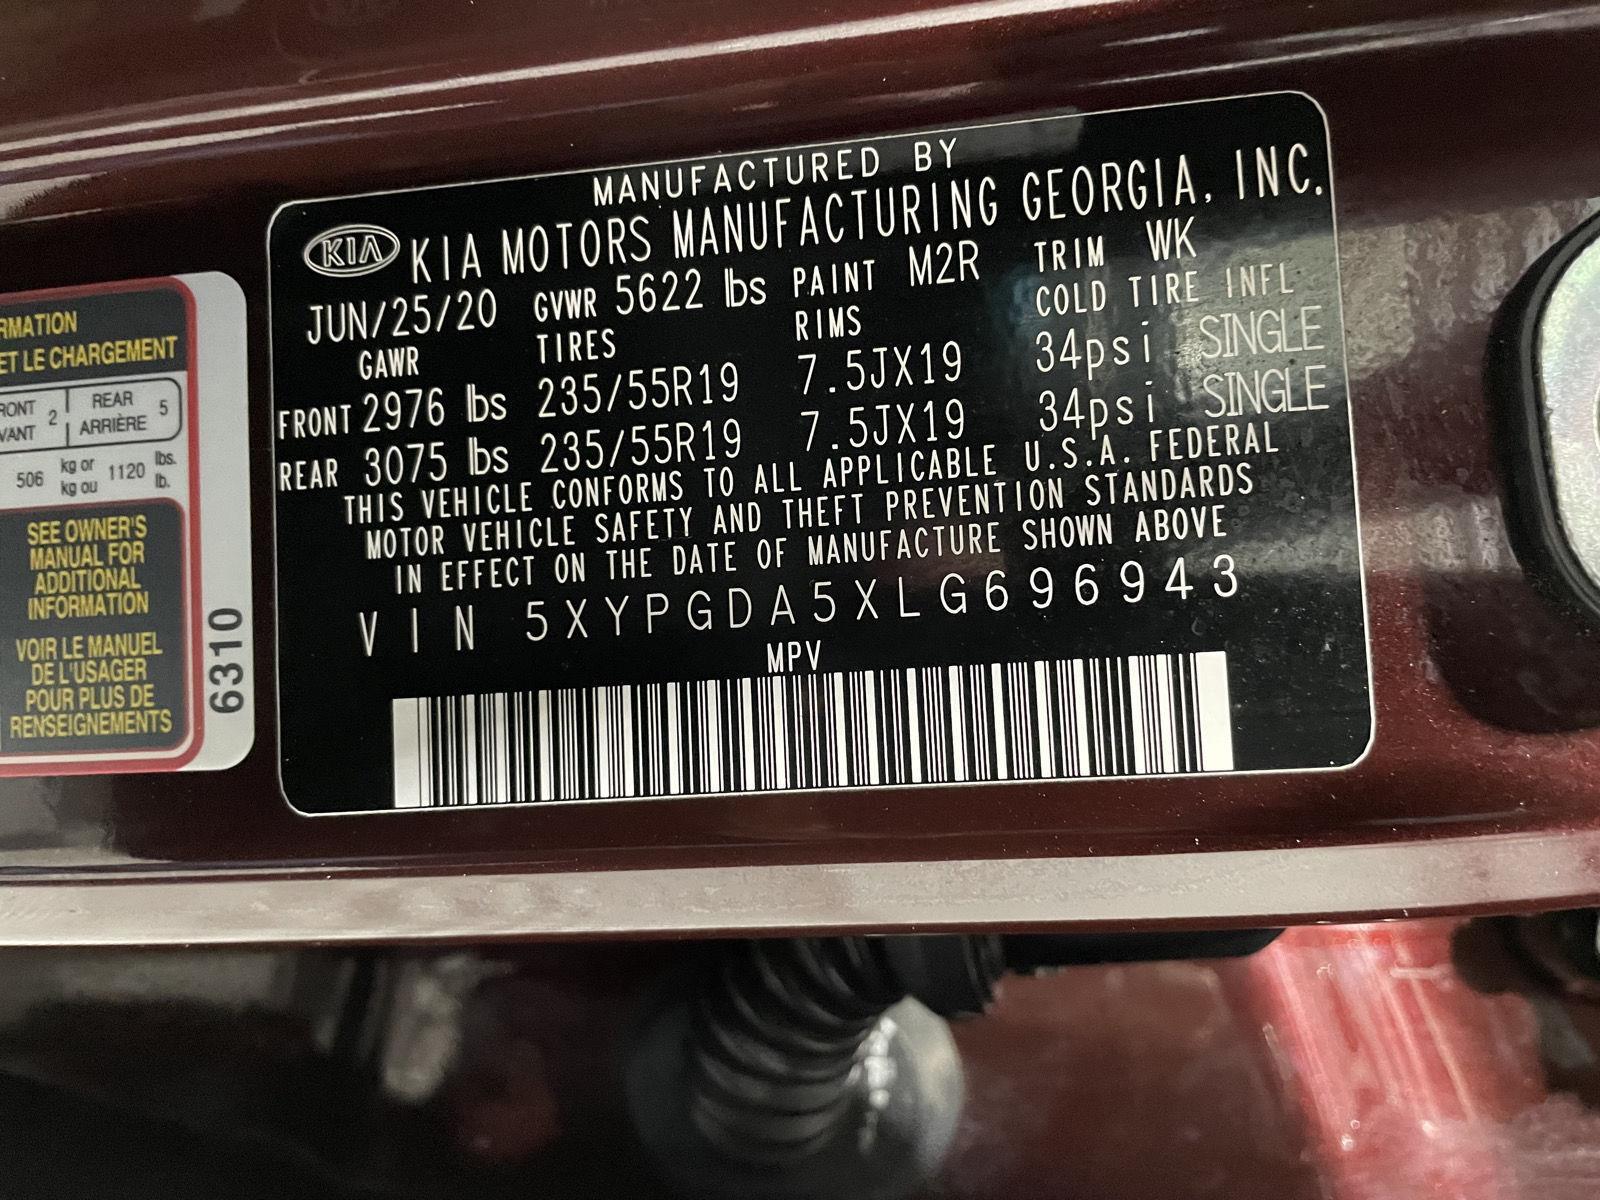 MANUFACTURED BY
KIA KIA MOTORS MANUFACTURING GEORGIA, INC.
JUN/25/20 GVWR 5622 lbs PAINT M2R TRIM WK
GAWR TIRES RIMS COLD TIRE INFL
FRONT 2976 lbs 235/55R19 7.5JX19 34psi SINGLE
REAR 3075 lbs 235/55R19 7.5JX19 34psi SINGLE
THIS VEHICLE CONFORMS TO ALL APPLICABLE U.S.A. FEDERAL
MOTOR VEHICLE SAFETY AND THEFT PREVENTION STANDARDS
IN EFFECT ON THE DATE OF MANUFACTURE SHOWN ABOVE
VIN 5XYPGDA5XLG696943
MPV
RMATION
ET LE CHARGEMENT
RONT 2 REAR 5
VANT ARRIÈRE
506 kg or 1120 lbs.
kg ou lb.
SEE OWNER'S
MANUAL FOR
ADDITIONAL
INFORMATION
VOIR LE MANUEL
DE L'USAGER
POUR PLUS DE
RENSEIGNEMENTS
6310